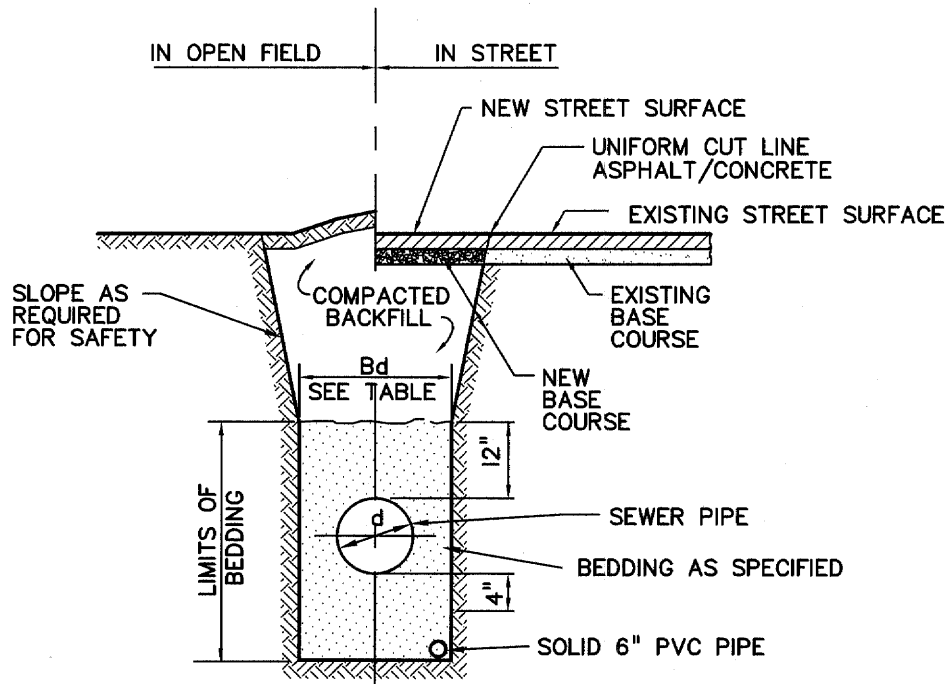 IN OPEN FIELD
IN STREET
NEW STREET SURFACE
UNIFORM CUT LINE
ASPHALT/CONCRETE
EXISTING STREET SURFACE
SLOPE AS
REQUIRED
FOR SAFETY
COMPACTED
BACKFILL
EXISTING
BASE
COURSE
Bd
SEE TABLE
NEW
BASE
COURSE
12"
LIMITS OF
BEDDING
d
SEWER PIPE
BEDDING AS SPECIFIED
4"
SOLID 6" PVC PIPE